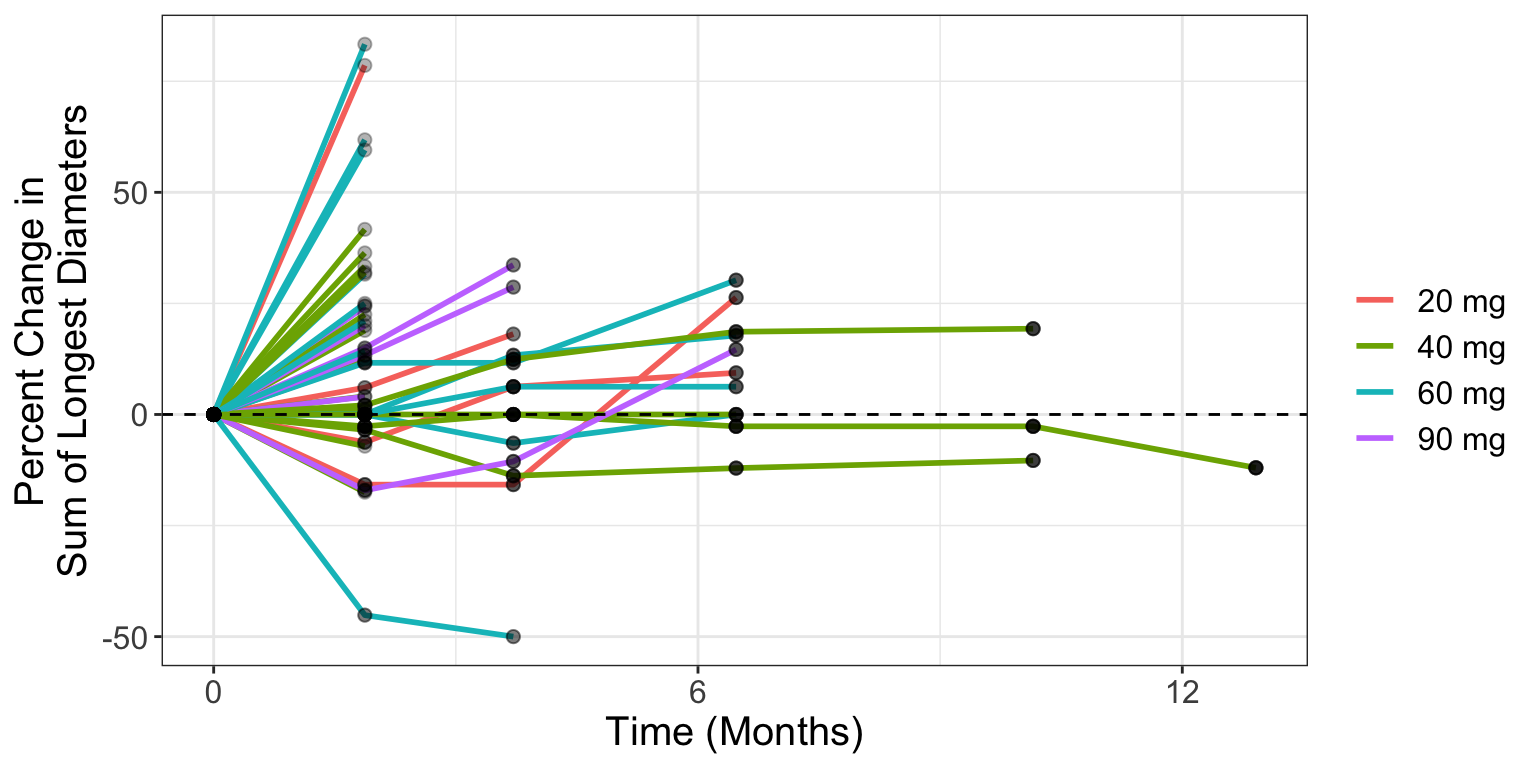 Percent Change in
Sum of Longest Diameters
50
0
-50
0
6
12
Time (Months)
20 mg
40 mg
60 mg
90 mg